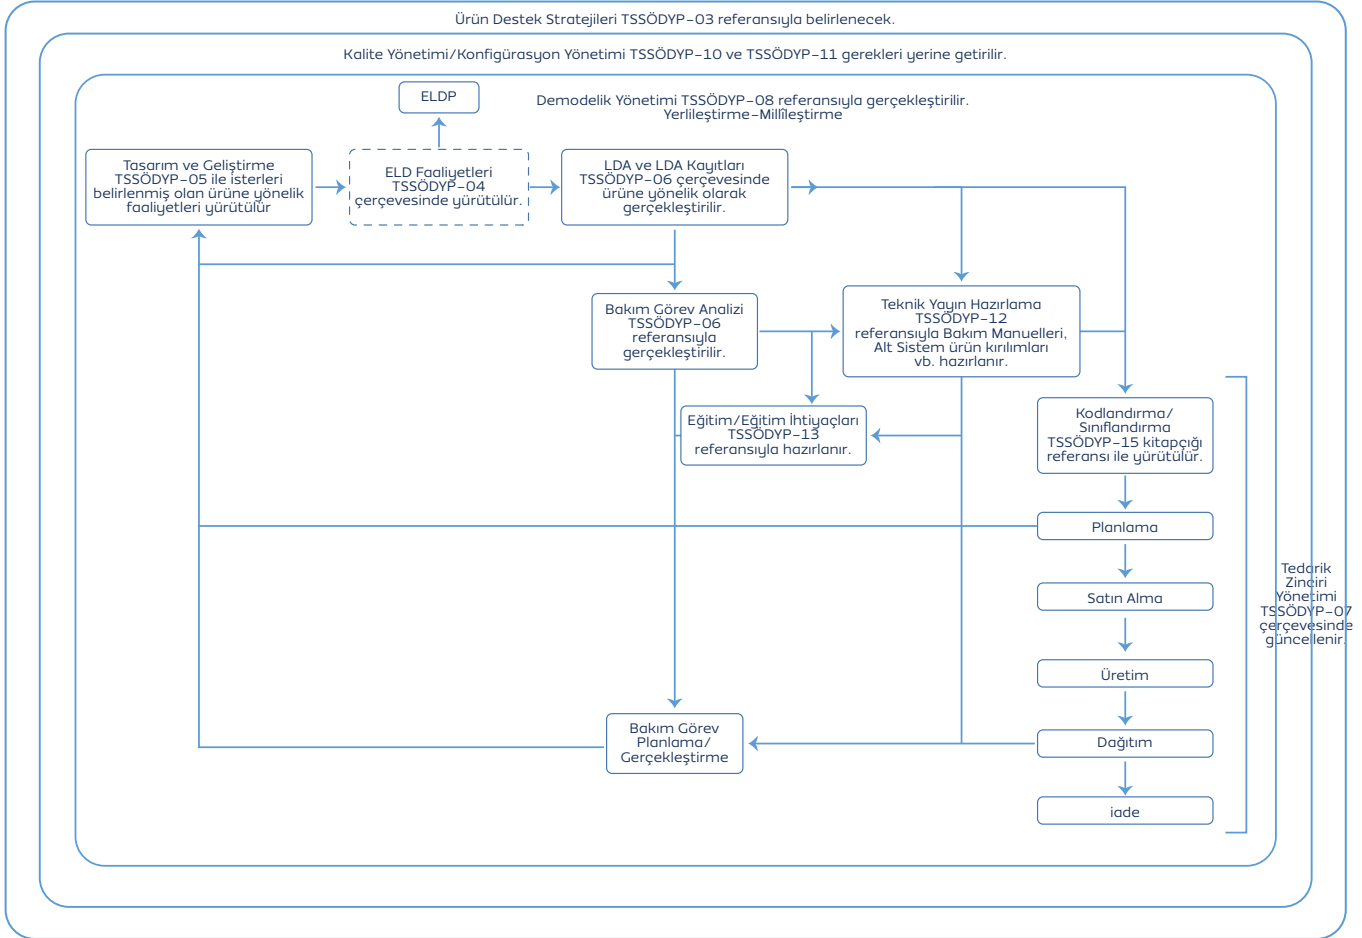 Ürün Destek Stratejileri TSSÖDYP-03 referansıyla belirlenecek.
Kalite Yönetimi/Konfigürasyon Yönetimi TSSÖDYP-10 ve TSSÖDYP-11 gerekleri yerine getirilir.
ELDP
Demodelik Yönetimi TSSÖDYP-08 referansıyla gerçekleştirilir.
Yerlileştirme-Millîleştirme
Tasarım ve Geliştirme
TSSÖDYP-05 ile isterleri
belirlenmiş olan ürüne yönelik
faaliyetleri yürütülür
ELD Faaliyetleri
TSSÖDYP-04
çerçevesinde yürütülür.
LDA ve LDA Kayıtları
TSSÖDYP-06 çerçevesinde
ürüne yönelik olarak
gerçekleştirilir.
Bakım Görev Analizi
TSSÖDYP-06
referansıyla
gerçekleştirilir.
Teknik Yayın Hazırlama
TSSÖDYP-12
referansıyla Bakım Manuelleri,
Alt Sistem ürün kırılımları
vb. hazırlanır.
Eğitim/Eğitim İhtiyaçları
TSSÖDYP-13
referansıyla hazırlanır.
Kodlandırma/
Sınıflandırma
TSSÖDYP-15 kitapçığı
referansı ile yürütülür.
Planlama
Satın Alma
Üretim
Dağıtım
iade
Bakım Görev
Planlama/
Gerçekleştirme
Tedarik
Zinciri
Yönetimi
TSSÖDYP-07
çerçevesinde
güncellenir.